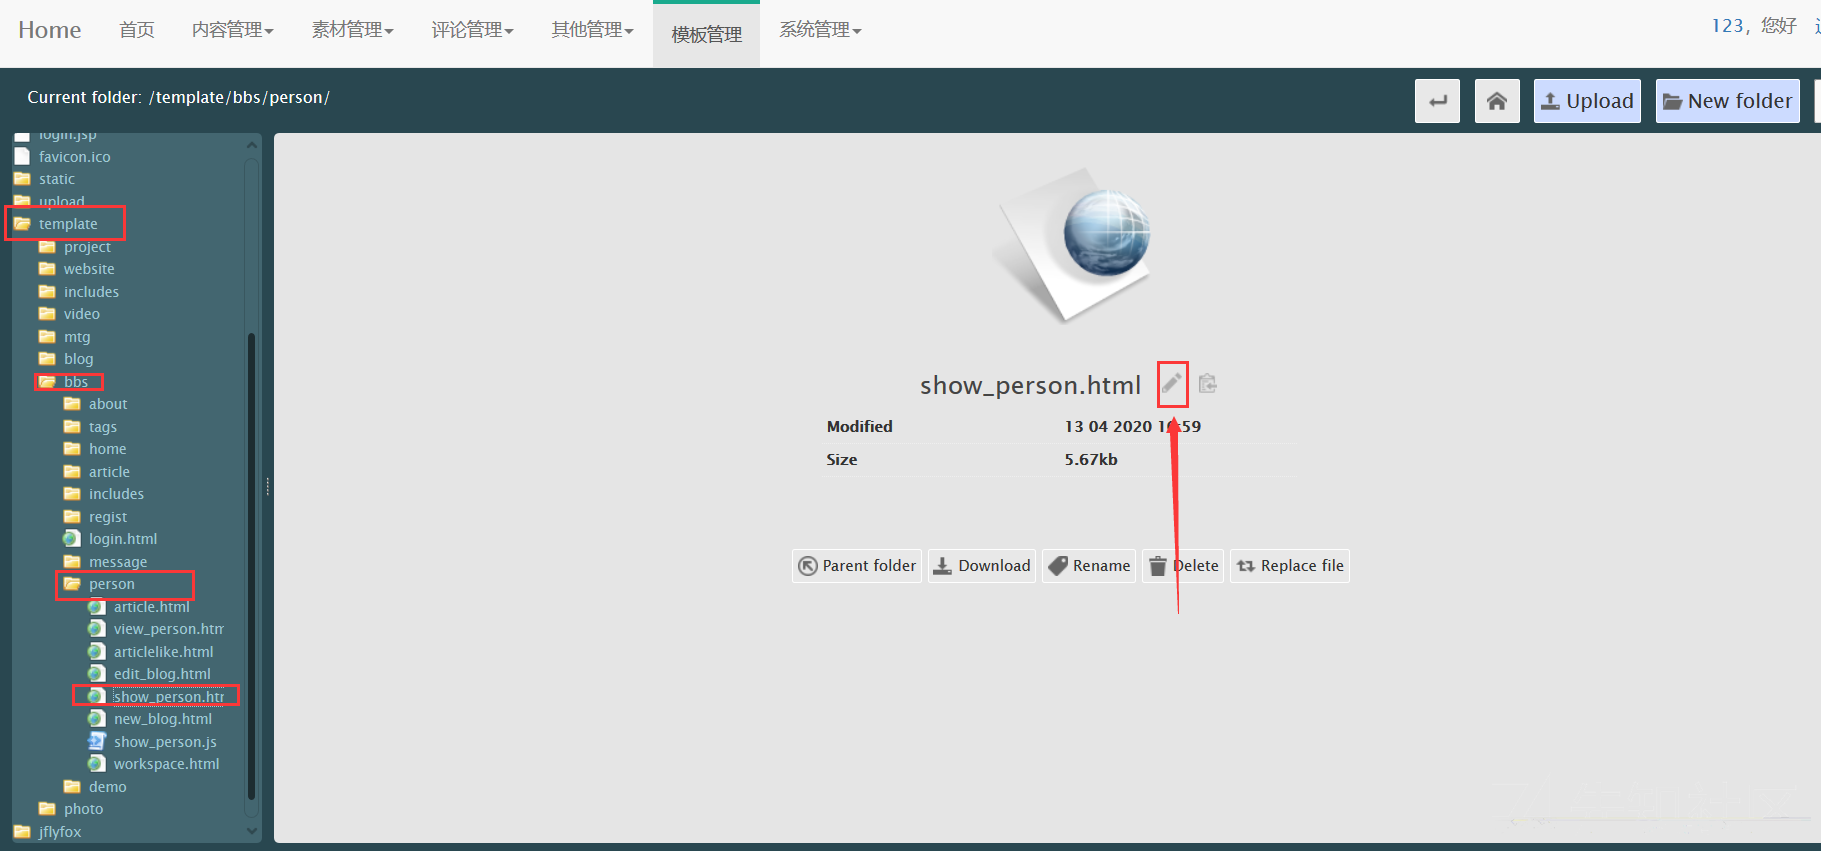 Home 首页 内容管理 素材管理 评论管理 其他管理 模板管理 系统管理 123，您好
Current folder: /template/bbs/person/
Upload New folder
login.jsp
favicon.ico
static
upload
template
project
website
includes
video
mtg
blog
bbs
about
tags
home
article
includes
regist
login.html
message
person
article.html
view_person.htm
articlelike.html
edit_blog.html
show_person.htm
new_blog.html
show_person.js
workspace.html
demo
photo
jflyfox
show_person.html
Modified 13 04 2020 59
Size 5.67kb
Parent folder Download Rename Delete Replace file